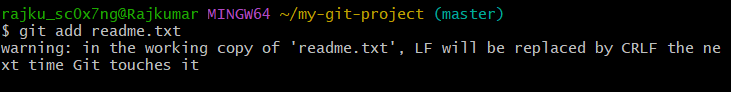 rajku_sc0x7ng@Rajkumar MINGW64 ~/my-git-project (master)
$ git add readme.txt
warning: in the working copy of 'readme.txt', LF will be replaced by CRLF the ne
xt time Git touches it